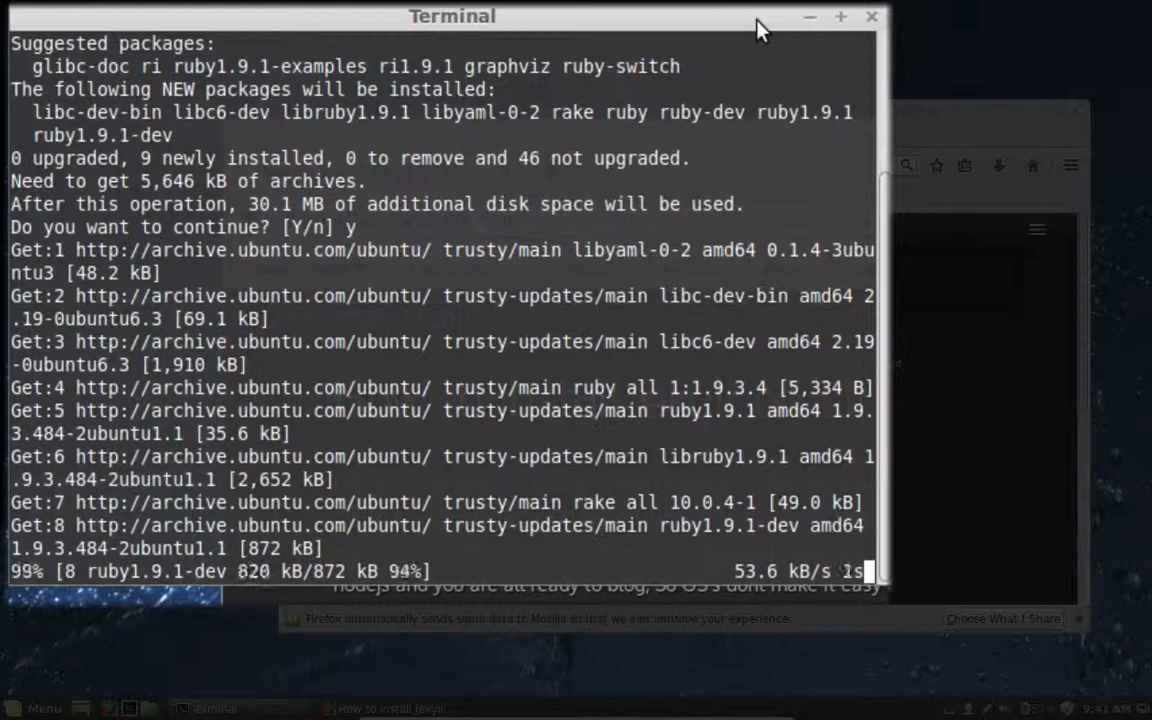 Terminal
Suggested packages:
glibc-doc ri ruby1.9.1-examples ri1.9.1 graphviz ruby-switch
The following NEW packages will be installed:
libc-dev-bin libc6-dev libruby1.9.1 libyaml-0-2 rake ruby ruby-dev ruby1.9.1
ruby1.9.1-dev
0 upgraded, 9 newly installed, 0 to remove and 46 not upgraded.
Need to get 5,646 kB of archives.
After this operation, 30.1 MB of additional disk space will be used.
Do you want to continue? [Y/n] y
Get:1 http://archive.ubuntu.com/ubuntu/ trusty/main libyaml-0-2 amd64 0.1.4-3ubu
ntu3 [48.2 kB]
Get:2 http://archive.ubuntu.com/ubuntu/ trusty-updates/main libc-dev-bin amd64 2
.19-0ubuntu6.3 [69.1 kB]
Get:3 http://archive.ubuntu.com/ubuntu/ trusty-updates/main libc6-dev amd64 2.19
-0ubuntu6.3 [1,910 kB]
Get:4 http://archive.ubuntu.com/ubuntu/ trusty/main ruby all 1:1.9.3.4 [5,334 B]
Get:5 http://archive.ubuntu.com/ubuntu/ trusty-updates/main ruby1.9.1 amd64 1.9.
3.484-2ubuntu1.1 [35.6 kB]
Get:6 http://archive.ubuntu.com/ubuntu/ trusty-updates/main libruby1.9.1 amd64 1
.9.3.484-2ubuntu1.1 [2,652 kB]
Get:7 http://archive.ubuntu.com/ubuntu/ trusty/main rake all 10.0.4-1 [49.0 kB]
Get:8 http://archive.ubuntu.com/ubuntu/ trusty-updates/main ruby1.9.1-dev amd64
1.9.3.484-2ubuntu1.1 [872 kB]
99% [8 ruby1.9.1-dev 820 kB/872 kB 94%] 53.6 kB/s 1s
nodejs and you are all ready to blog, So OS's dont make it easy
Firefox automatically sends some data to Mozilla so that we can improve your experience. Choose What I Share
Menu Terminal How to install Jekyll 57% 9:41 AM